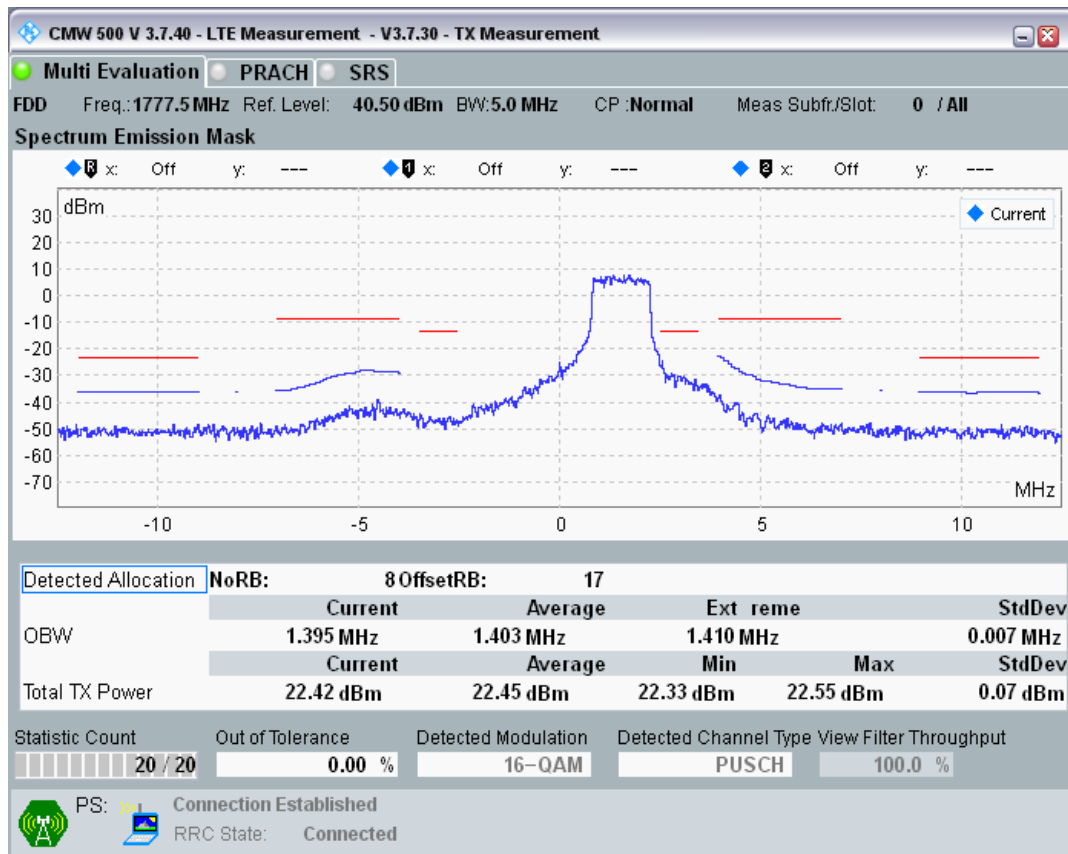 CMW 500 V 3.7.40 - LTE Measurement - V3.7.30 - TX Measurement
Multi Evaluation PRACH SRS
FDD Freq.:1777.5 MHz Ref. Level: 40.50 dBm BW:5.0 MHz CP :Normal Meas Subfr./Slot: 0 / All
Spectrum Emission Mask
R x: Off y: --- 1 x: Off y: --- 2 x: Off y: ---
dBm
Current
30
20
10
0
-10
-20
-30
-40
-50
-60
-70
MHz
-10 -5 0 5 10
Detected Allocation NoRB: 8 OffsetRB: 17
Current Average Ext reme StdDev
OBW 1.395 MHz 1.403 MHz 1.410 MHz 0.007 MHz
Current Average Min Max StdDev
Total TX Power 22.42 dBm 22.45 dBm 22.33 dBm 22.55 dBm 0.07 dBm
Statistic Count Out of Tolerance Detected Modulation Detected Channel Type View Filter Throughput
20 / 20 0.00 % 16-QAM PUSCH 100.0 %
PS: Connection Established
RRC State: Connected